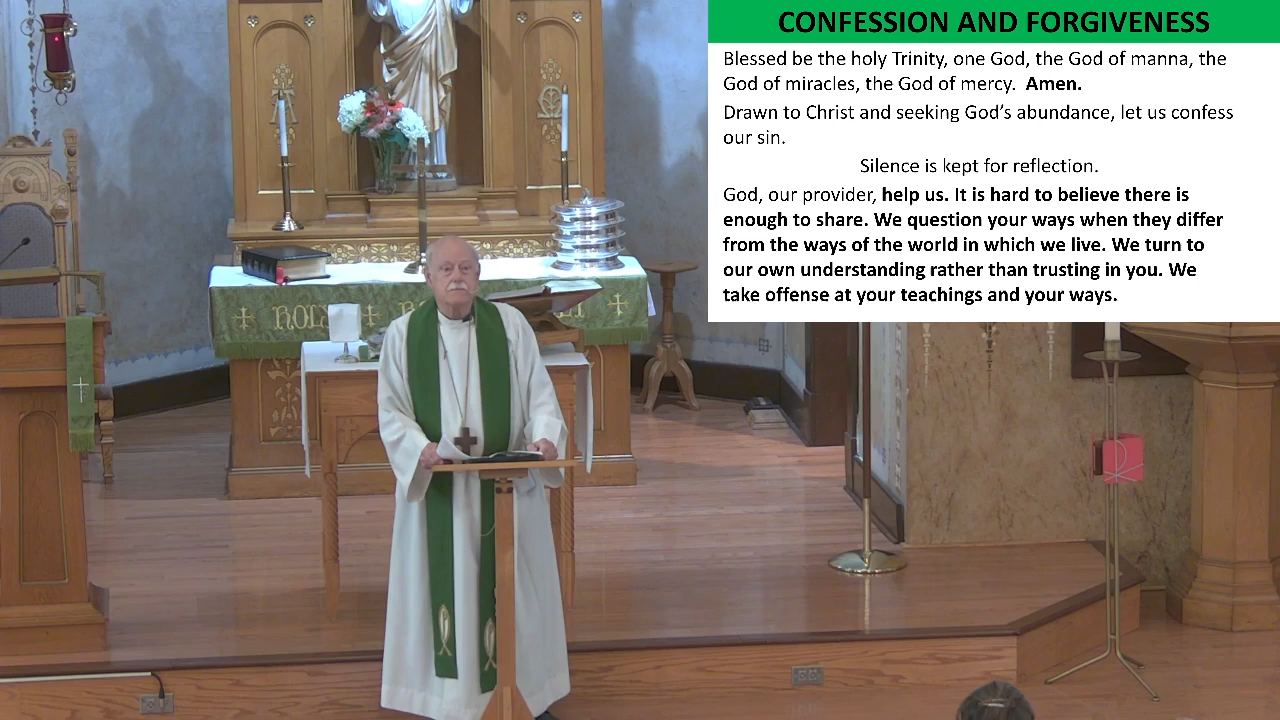 CONFESSION AND FORGIVENESS
Blessed be the holy Trinity, one God, the God of manna, the
God of miracles, the God of mercy. Amen.
Drawn to Christ and seeking God's abundance, let us confess
our sin.
Silence is kept for reflection.
God, our provider, help us. It is hard to believe there is
enough to share. We question your ways when they differ
from the ways of the world in which we live. We turn to
our own understanding rather than trusting in you. We
take offense at your teachings and your ways.
HOLY